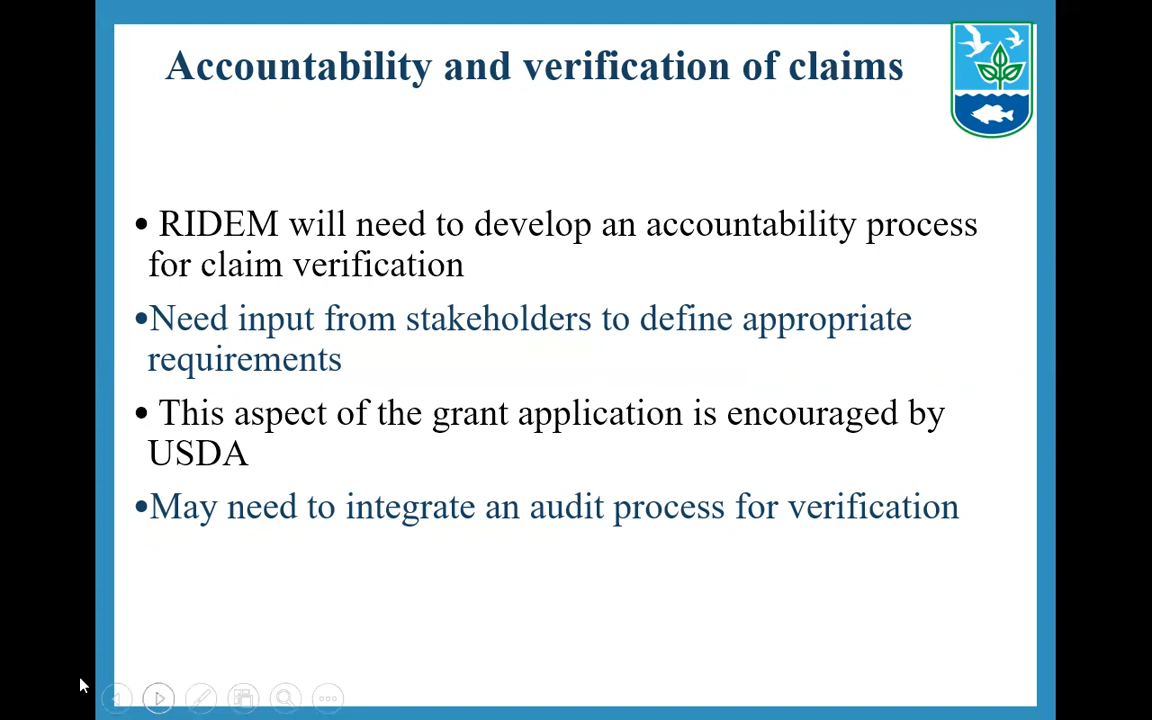 Accountability and verification of claims
• RIDEM will need to develop an accountability process
for claim verification
•Need input from stakeholders to define appropriate
requirements
• This aspect of the grant application is encouraged by
USDA
•May need to integrate an audit process for verification